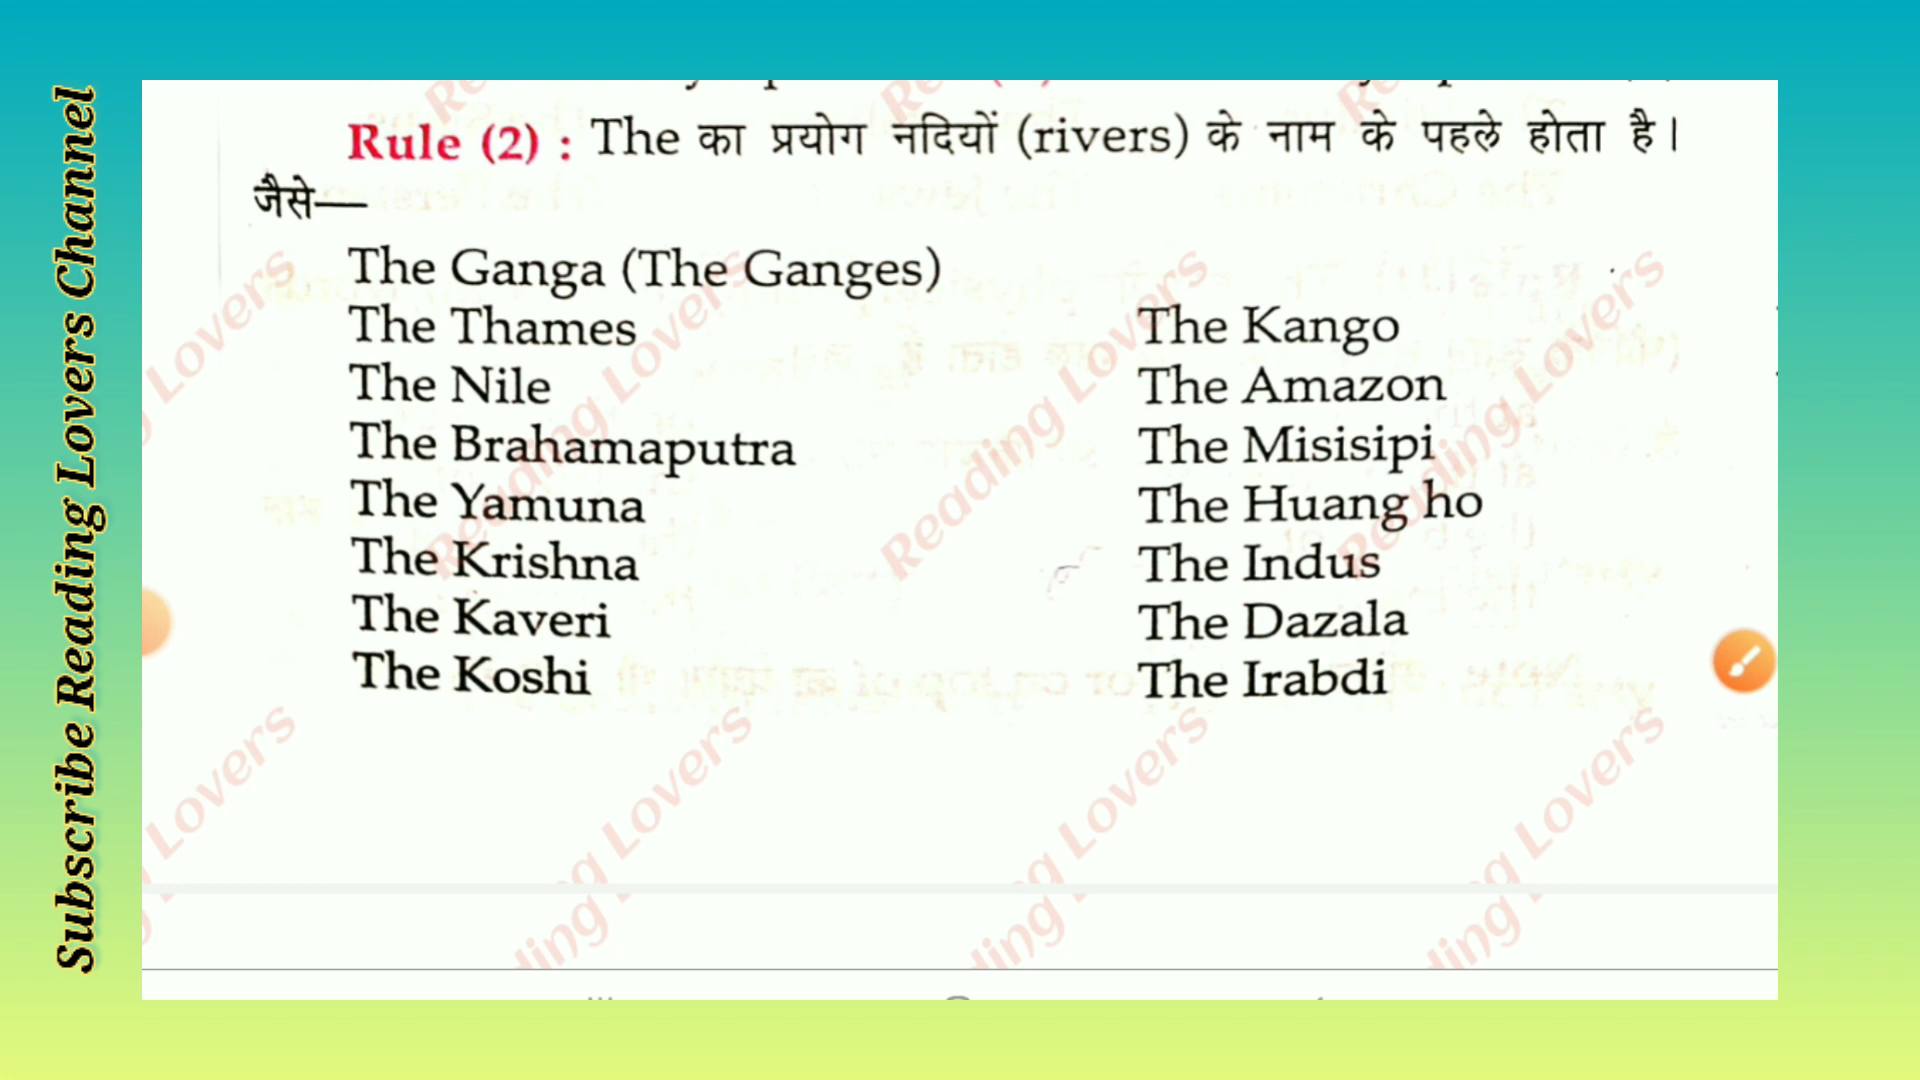 Subscribe Reading Lovers Channel
Rule (2) : The का प्रयोग नदियों (rivers) के नाम के पहले होता है।
जैसे—
The Ganga (The Ganges)
The Thames
The Nile
The Brahamaputra
The Yamuna
The Krishna
The Kaveri
The Koshi
The Kango
The Amazon
The Misisipi
The Huang ho
The Indus
The Dazala
The Irabdi
Reading Lovers